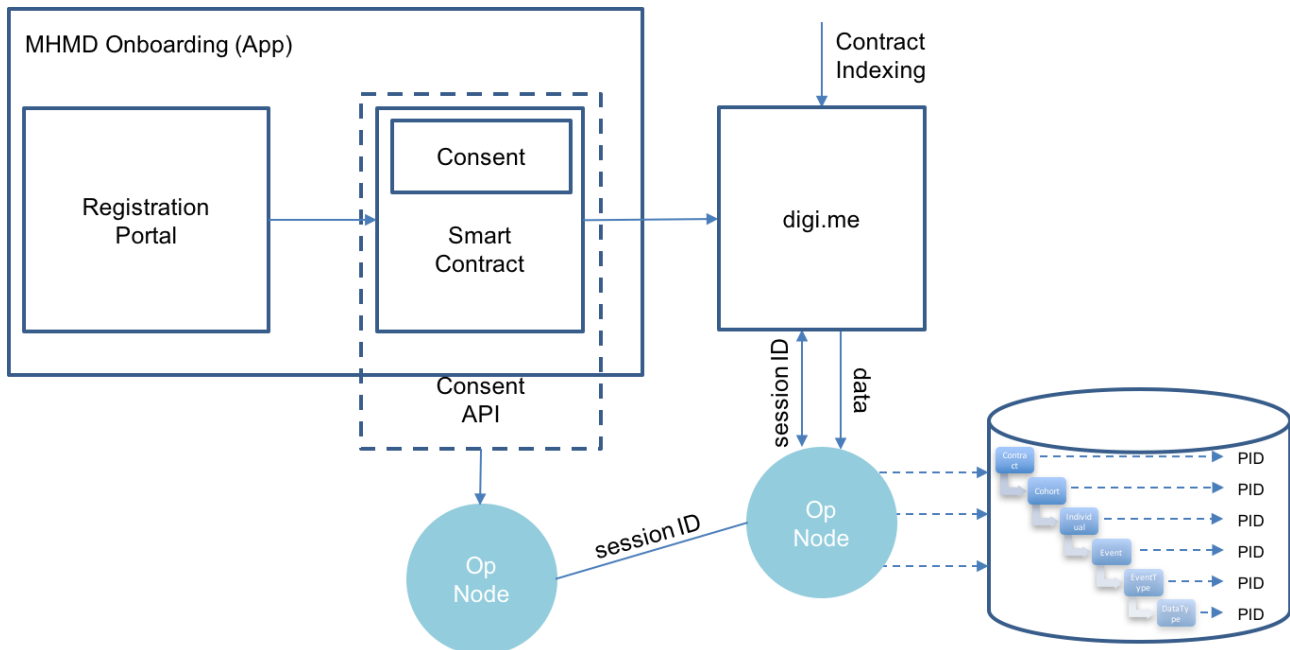 MHMD Onboarding (App)
Contract
Indexing
Registration
Portal
Consent
Smart
Contract
digi.me
Consent
API
session ID
data
Op
Node
session ID
Op
Node
Contra
ct
PID
Cohort
PID
Individ
ual
PID
Event
PID
EventT
ype
PID
DataTy
pe
PID